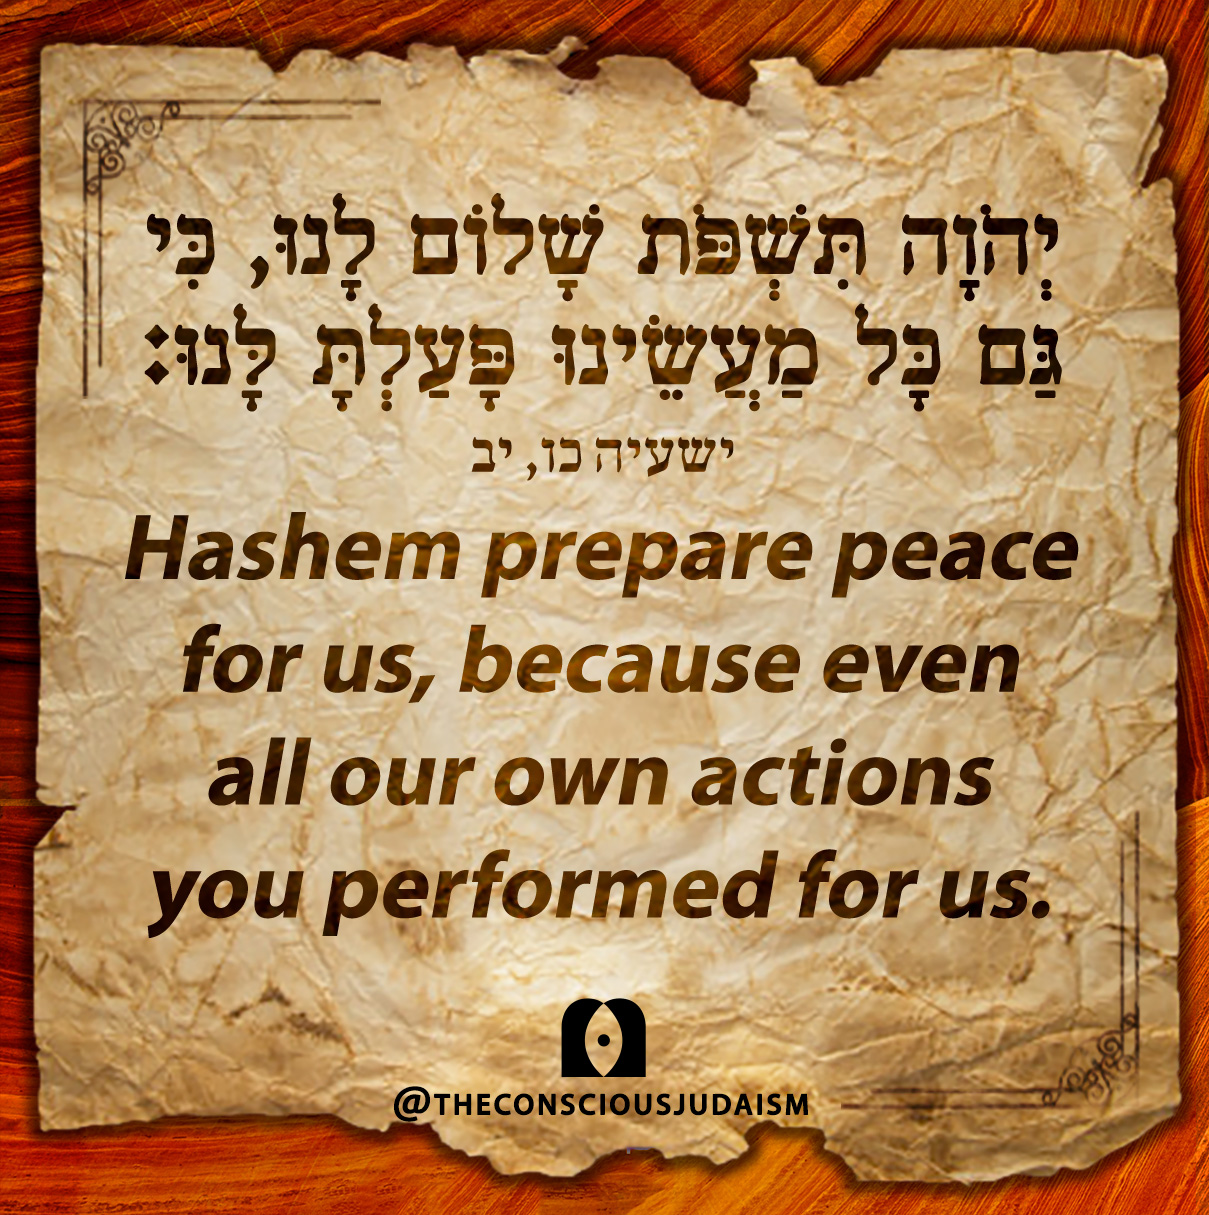 יְהֹוָה תִּשְׁפֹּת שָׁלוֹם לָנוּ, כִּי
גַּם כָּל מַעֲשֵׂינוּ פָּעַלְתָּ לָּנוּ׃
ישעיה כו, יב
Hashem prepare peace
for us, because even
all our own actions
you performed for us.
@THECONSCIOUSJUDAISM